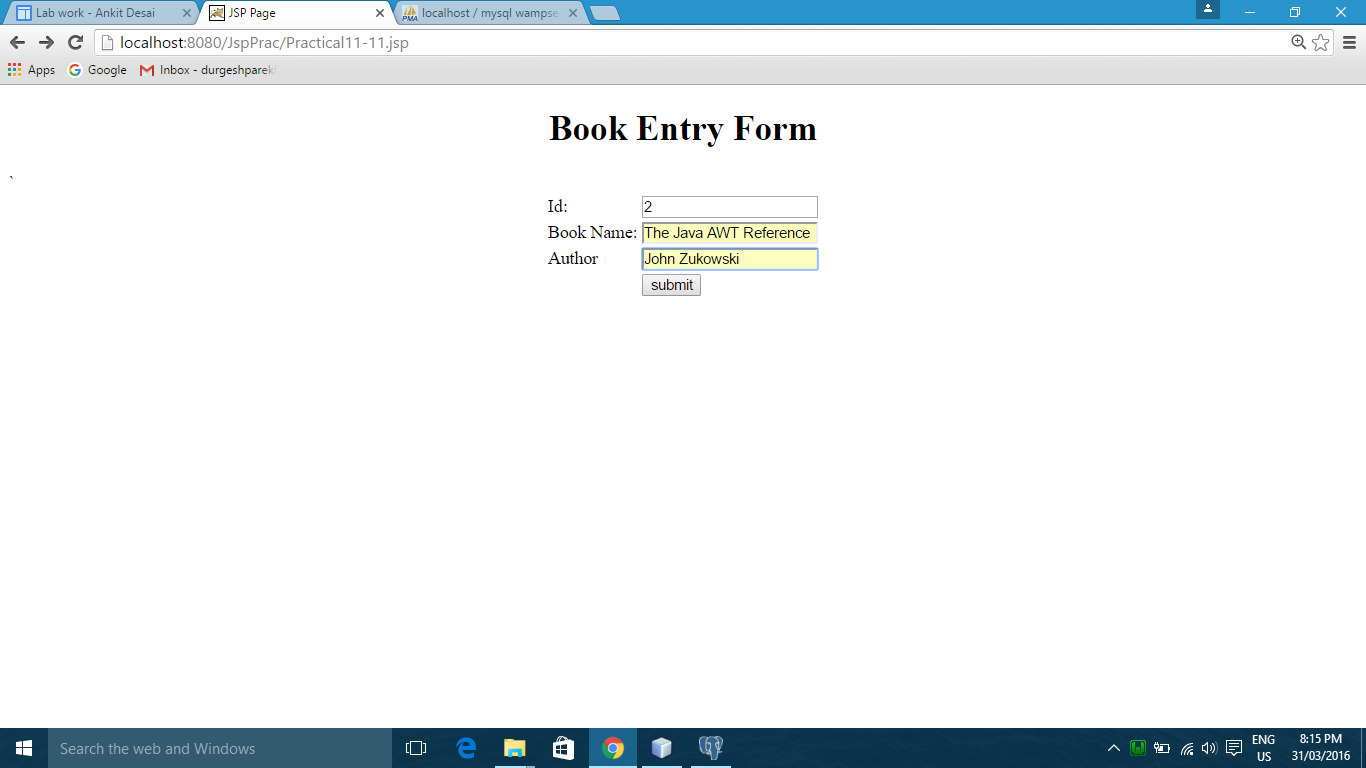 Lab work - Ankit Desai
JSP Page
PMA localhost / mysql wampse
localhost:8080/JspPrac/Practical11-11.jsp
Apps Google Inbox - durgeshparek
Book Entry Form
`
Id: 2
Book Name: The Java AWT Reference
Author John Zukowski
submit
Search the web and Windows
ENG 8:15 PM
US 31/03/2016